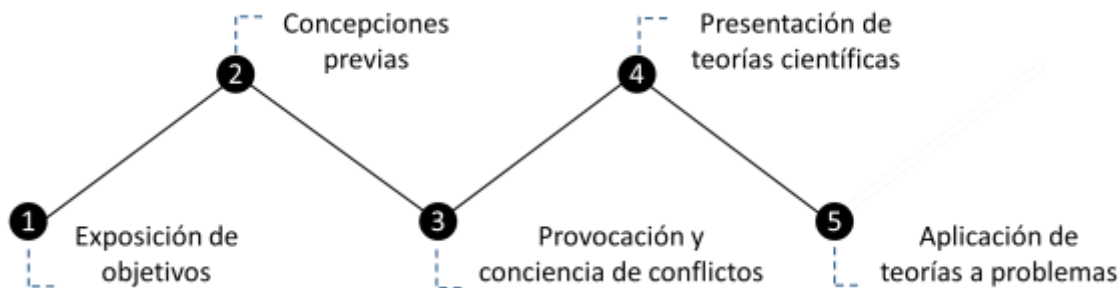 1
Exposición de
objetivos
2
Concepciones
previas
3
Provocación y
conciencia de conflictos
4
Presentación de
teorías científicas
5
Aplicación de
teorías a problemas